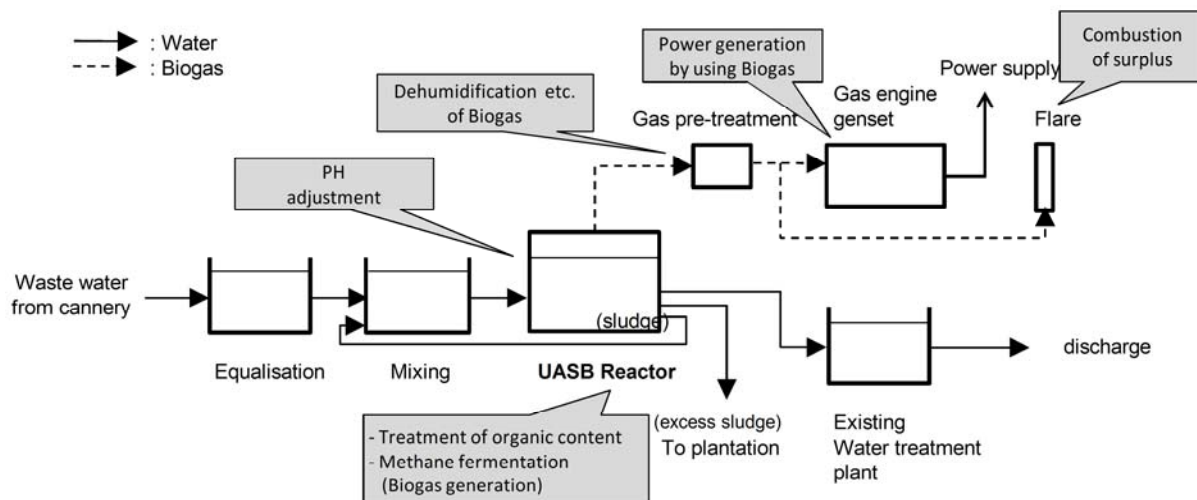 : Water
: Biogas
Dehumidification etc.
of Biogas
Power generation
by using Biogas
Combustion
of surplus
Power supply
Gas pre-treatment
Gas engine
genset
Flare
PH
adjustment
Waste water
from cannery
(sludge)
Equalisation
Mixing
UASB Reactor
discharge
- Treatment of organic content
- Methane fermentation
(Biogas generation)
(excess sludge)
To plantation
Existing
Water treatment
plant